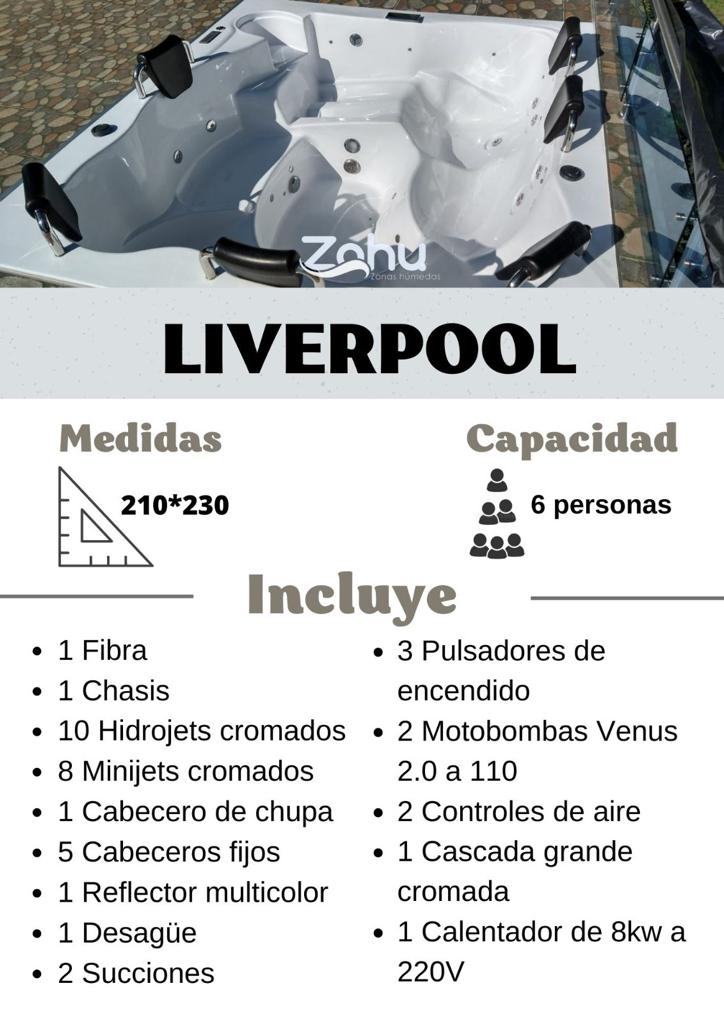 Zohu
Zonas húmedas
LIVERPOOL
Medidas
210*230
Capacidad
6 personas
Incluye
1 Fibra
1 Chasis
10 Hidrojets cromados
8 Minijets cromados
1 Cabecero de chupa
5 Cabeceros fijos
1 Reflector multicolor
1 Desagüe
2 Succiones
3 Pulsadores de
encendido
2 Motobombas Venus
2.0 a 110
2 Controles de aire
1 Cascada grande
cromada
1 Calentador de 8kw a
220V